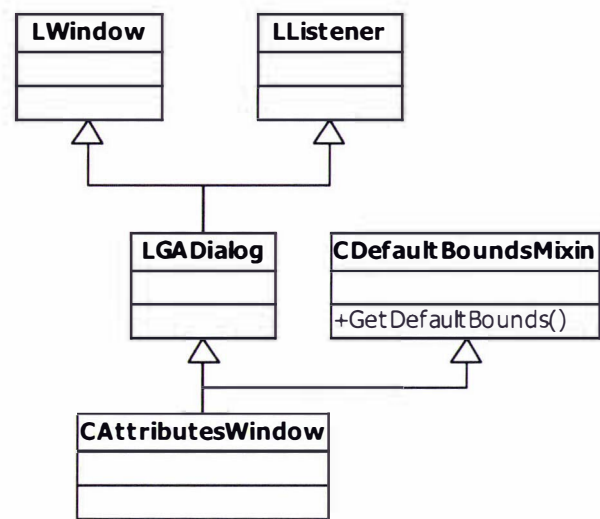 LWindow
LListener
LGADialog
CDefaultBoundsMixin
+GetDefaultBounds()
CAttributesWindow